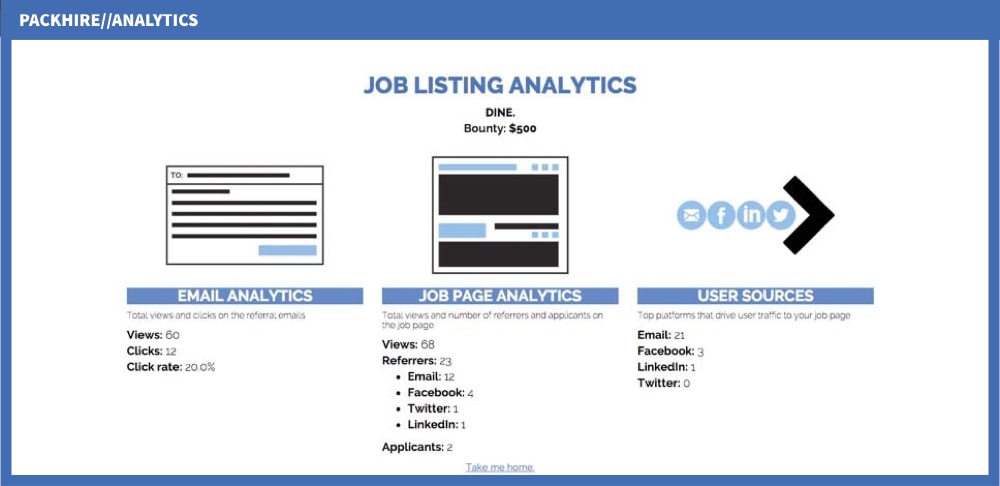 PACKHIRE//ANALYTICS
JOB LISTING ANALYTICS
DINE.
Bounty: $500
TO:
EMAIL ANALYTICS
Total views and clicks on the referral emails
Views: 60
Clicks: 12
Click rate: 20.0%
JOB PAGE ANALYTICS
Total views and number of referrers and applicants on
the job page
Views: 68
Referrers: 23
• Email: 12
• Facebook: 4
• Twitter: 1
• LinkedIn: 1
Applicants: 2
f
in
USER SOURCES
Top platforms that drive user traffic to your job page
Email: 21
Facebook: 3
LinkedIn: 1
Twitter: 0
Take me home.